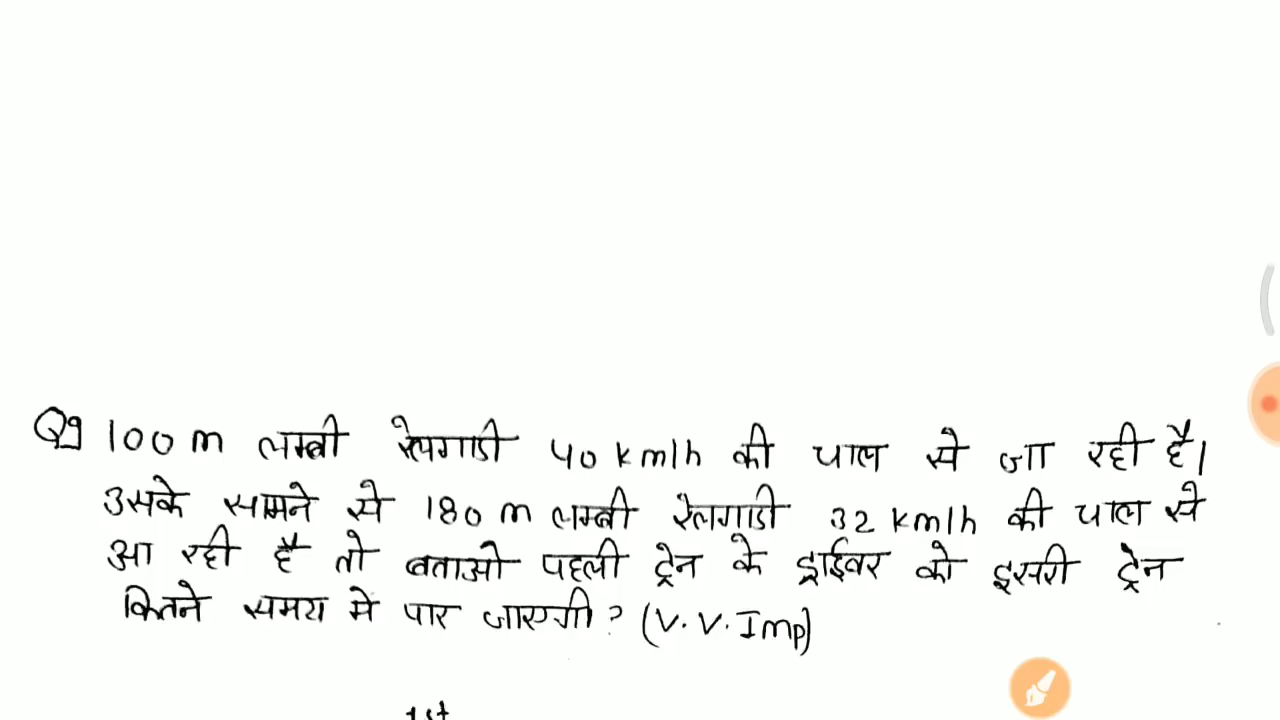 Q9 100 m लम्बी रेलगाडी 40 km/h की चाल से जा रही है।
उसके सामने से 180 m लम्बी रेलगाडी 32 km/h की चाल से
आ रही है तो बताओ पहली ट्रेन के ड्राईवर को दुसरी ट्रेन
कितने समय मे पार जाएगी? (V. V. Imp)
1st